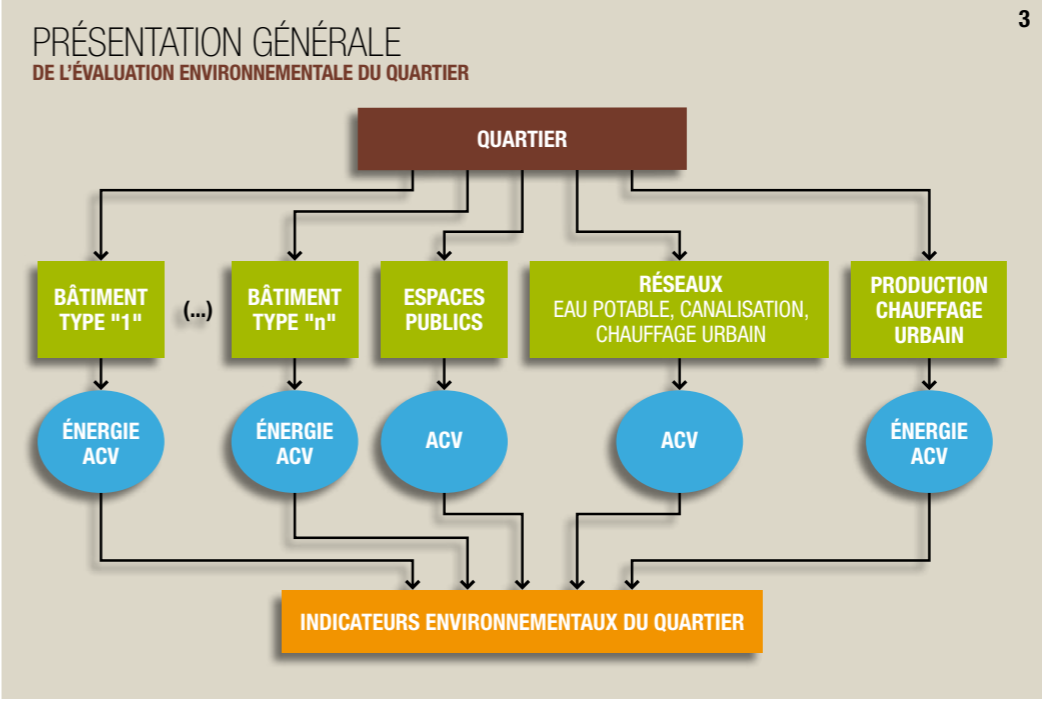 3
PRÉSENTATION GÉNÉRALE
DE L'ÉVALUATION ENVIRONNEMENTALE DU QUARTIER
QUARTIER
BÂTIMENT
TYPE "1"
(...)
BÂTIMENT
TYPE "n"
ESPACES
PUBLICS
RÉSEAUX
EAU POTABLE, CANALISATION,
CHAUFFAGE URBAIN
PRODUCTION
CHAUFFAGE
URBAIN
ÉNERGIE
ACV
ÉNERGIE
ACV
ACV
ACV
ÉNERGIE
ACV
INDICATEURS ENVIRONNEMENTAUX DU QUARTIER